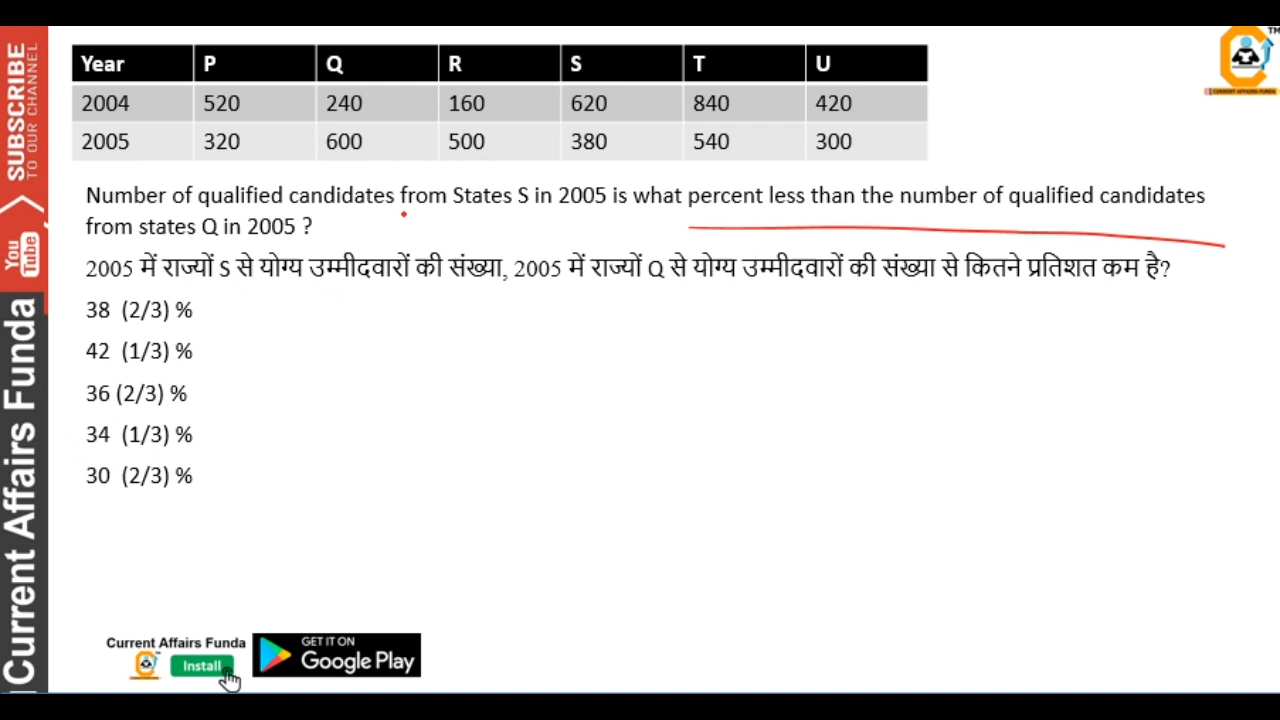 SUBSCRIBE
TO OUR CHANNEL
You Tube
Current Affairs Funda
TM
CURRENT AFFAIRS FUNDA
Year P Q R S T U
2004 520 240 160 620 840 420
2005 320 600 500 380 540 300
Number of qualified candidates from States S in 2005 is what percent less than the number of qualified candidates
from states Q in 2005 ?
2005 में राज्यों S से योग्य उम्मीदवारों की संख्या, 2005 में राज्यों Q से योग्य उम्मीदवारों की संख्या से कितने प्रतिशत कम है?
38 (2/3) %
42 (1/3) %
36 (2/3) %
34 (1/3) %
30 (2/3) %
Current Affairs Funda
Install
GET IT ON
Google Play